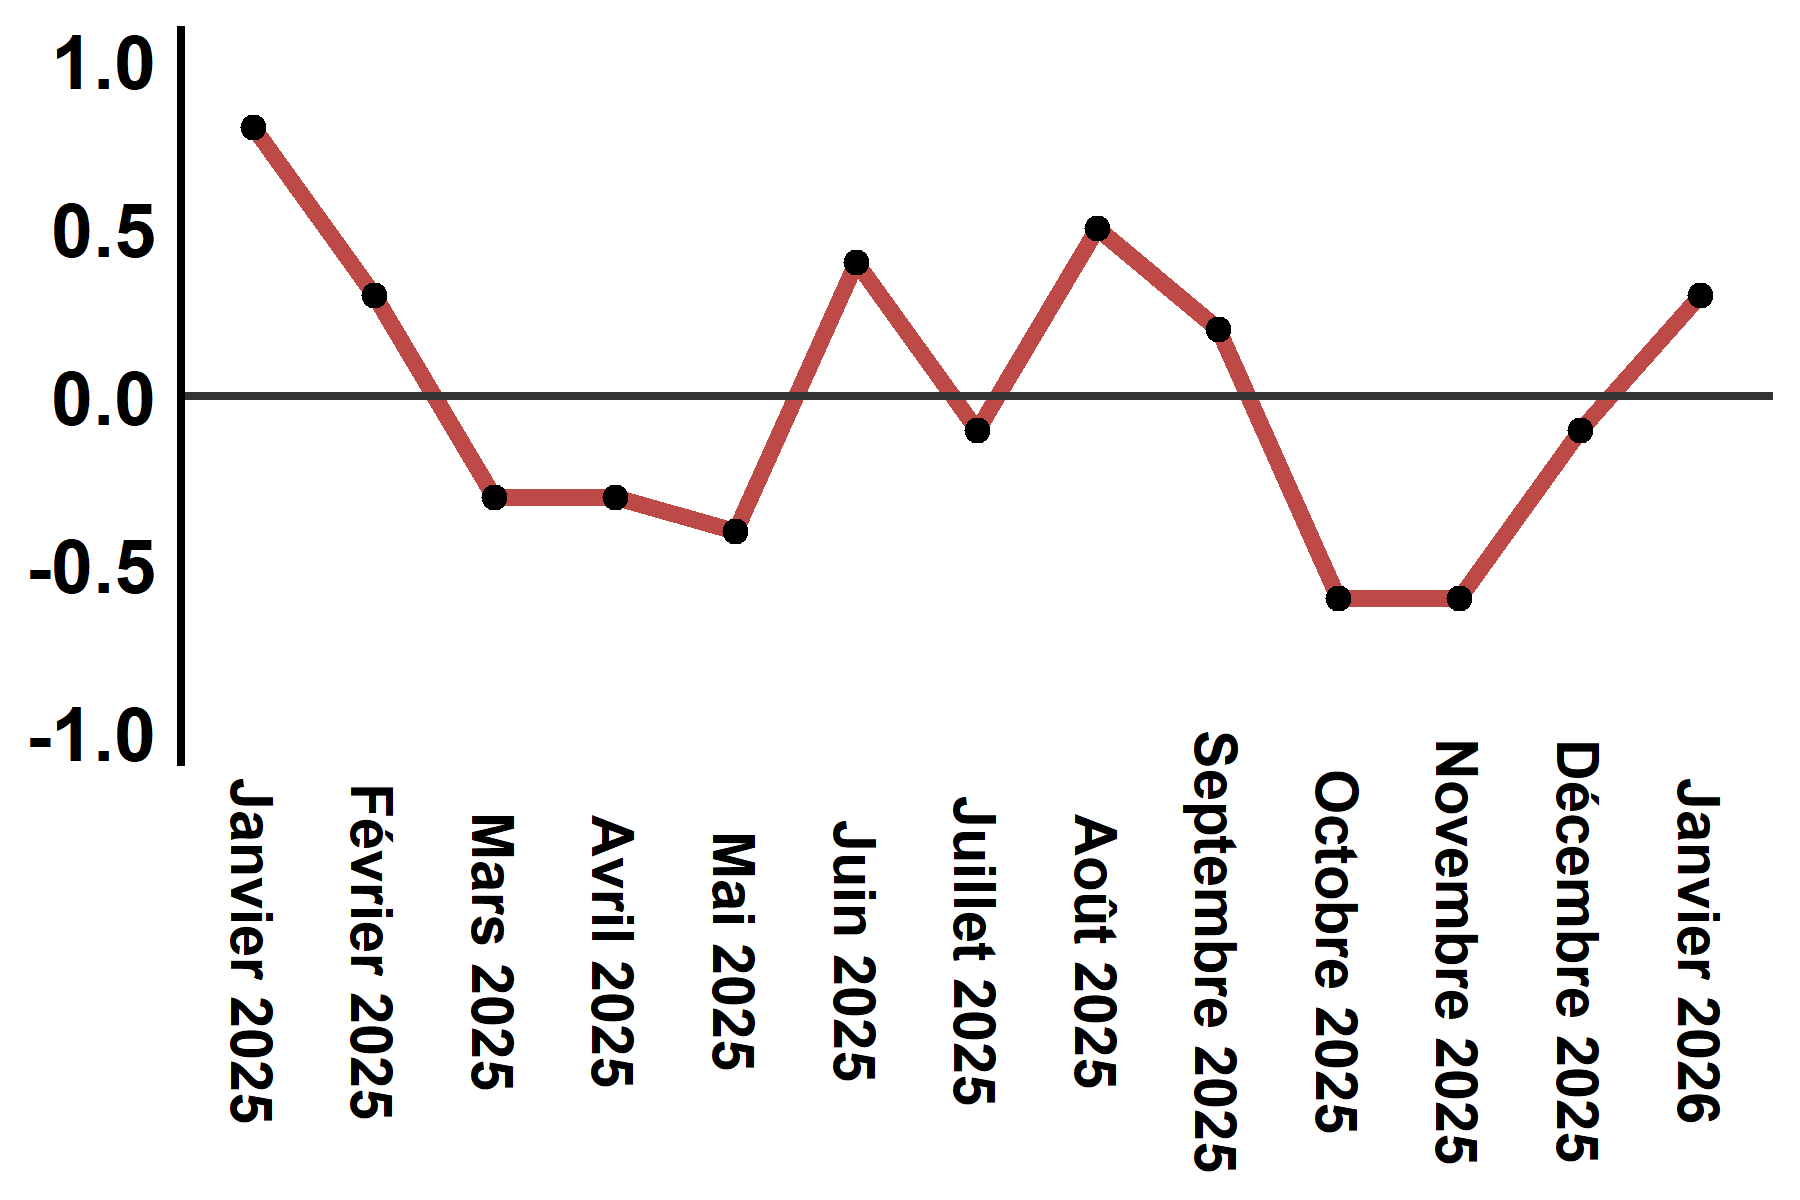 1.0
0.5
0.0
-0.5
-1.0
Janvier 2025
Février 2025
Mars 2025
Avril 2025
Mai 2025
Juin 2025
Juillet 2025
Août 2025
Septembre 2025
Octobre 2025
Novembre 2025
Décembre 2025
Janvier 2026